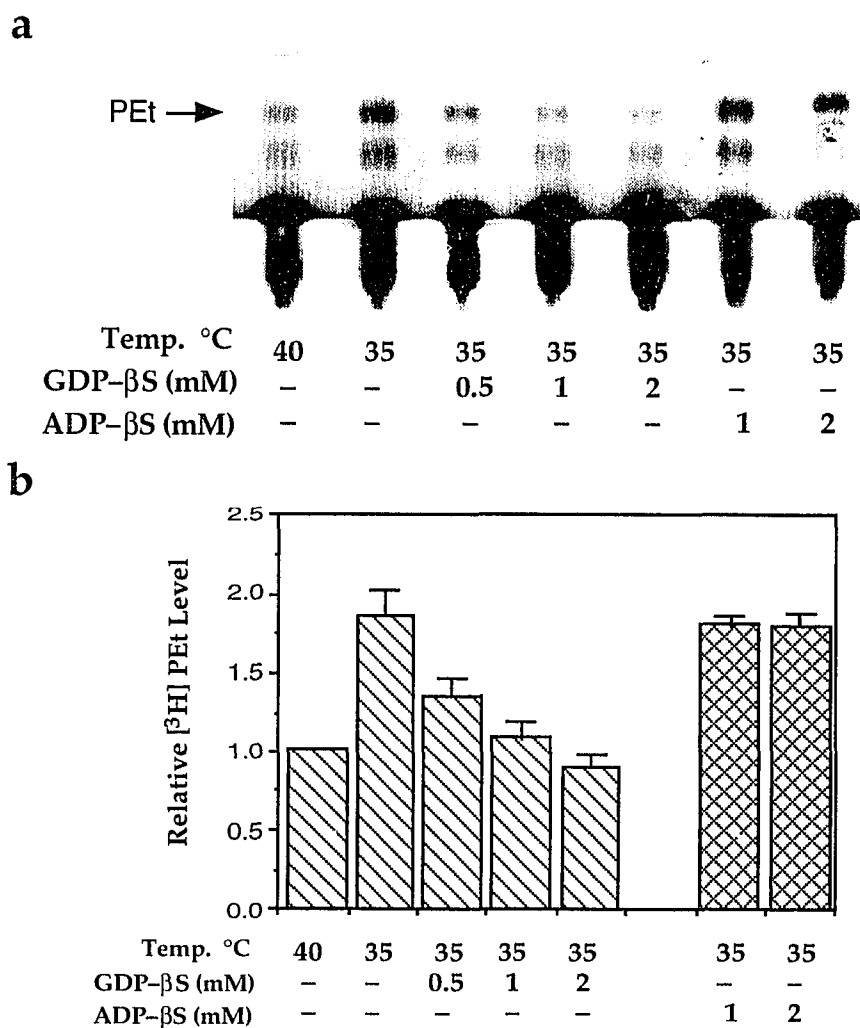 a
PEt
Temp. °C 40 35 35 35 35 35 35
GDP–βS (mM) – – 0.5 1 2 – –
ADP–βS (mM) – – – – – 1 2
b
Relative [³H] PEt Level
2.5
2.0
1.5
1.0
0.5
0.0
Temp. °C 40 35 35 35 35 35 35
GDP–βS (mM) – – 0.5 1 2 – –
ADP–βS (mM) – – – – – 1 2